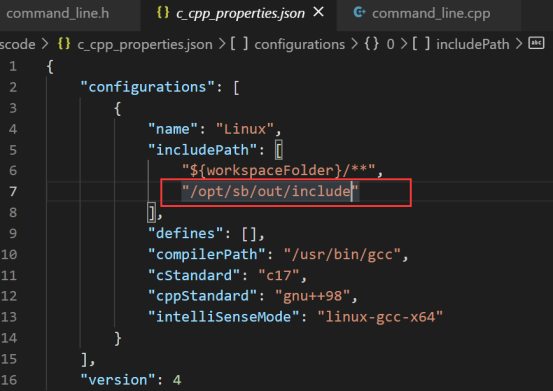 command_line.h {} c_cpp_properties.json × command_line.cpp
scode > {} c_cpp_properties.json > [ ] configurations > {} 0 > [ ] includePath > abc
1 {
2 "configurations": [
3 {
4 "name": "Linux",
5 "includePath": [
6 "${workspaceFolder}/**",
7 "/opt/sb/out/include"
8 ],
9 "defines": [],
10 "compilerPath": "/usr/bin/gcc",
11 "cStandard": "c17",
12 "cppStandard": "gnu++98",
13 "intelliSenseMode": "linux-gcc-x64"
14 }
15 ],
16 "version": 4